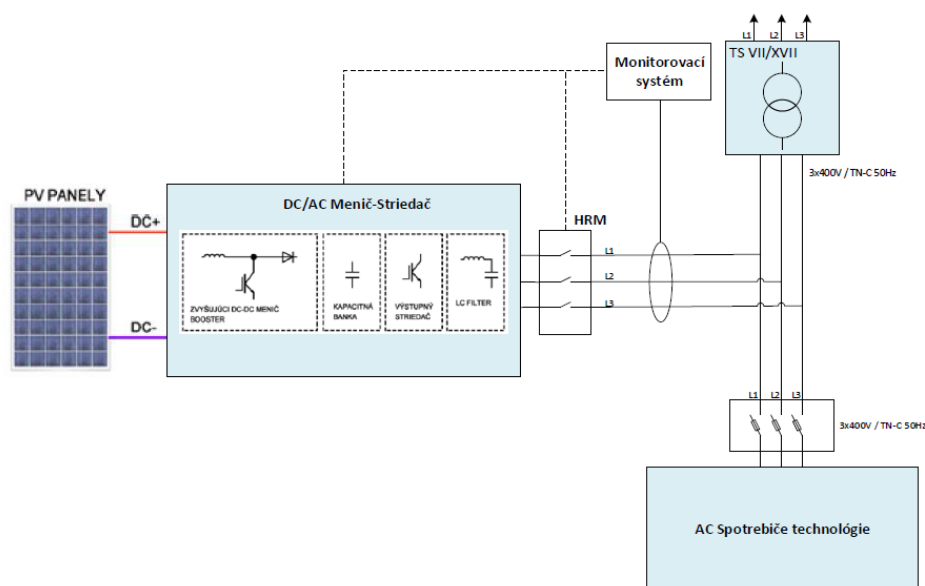 L1 L2 L3
TS VII/XVII
Monitorovací
systém
3x400V / TN-C 50Hz
PV PANELY
DC+
DC-
DC/AC Menič-Striedač
ZVYŠUJÚCI DC-DC MENIČ
BOOSTER
KAPACITNÁ
BANKA
VÝSTUPNÝ
STRIEDAČ
LC FILTER
HRM
L1
L2
L3
L1 L2 L3
3x400V / TN-C 50Hz
AC Spotrebiče technológie